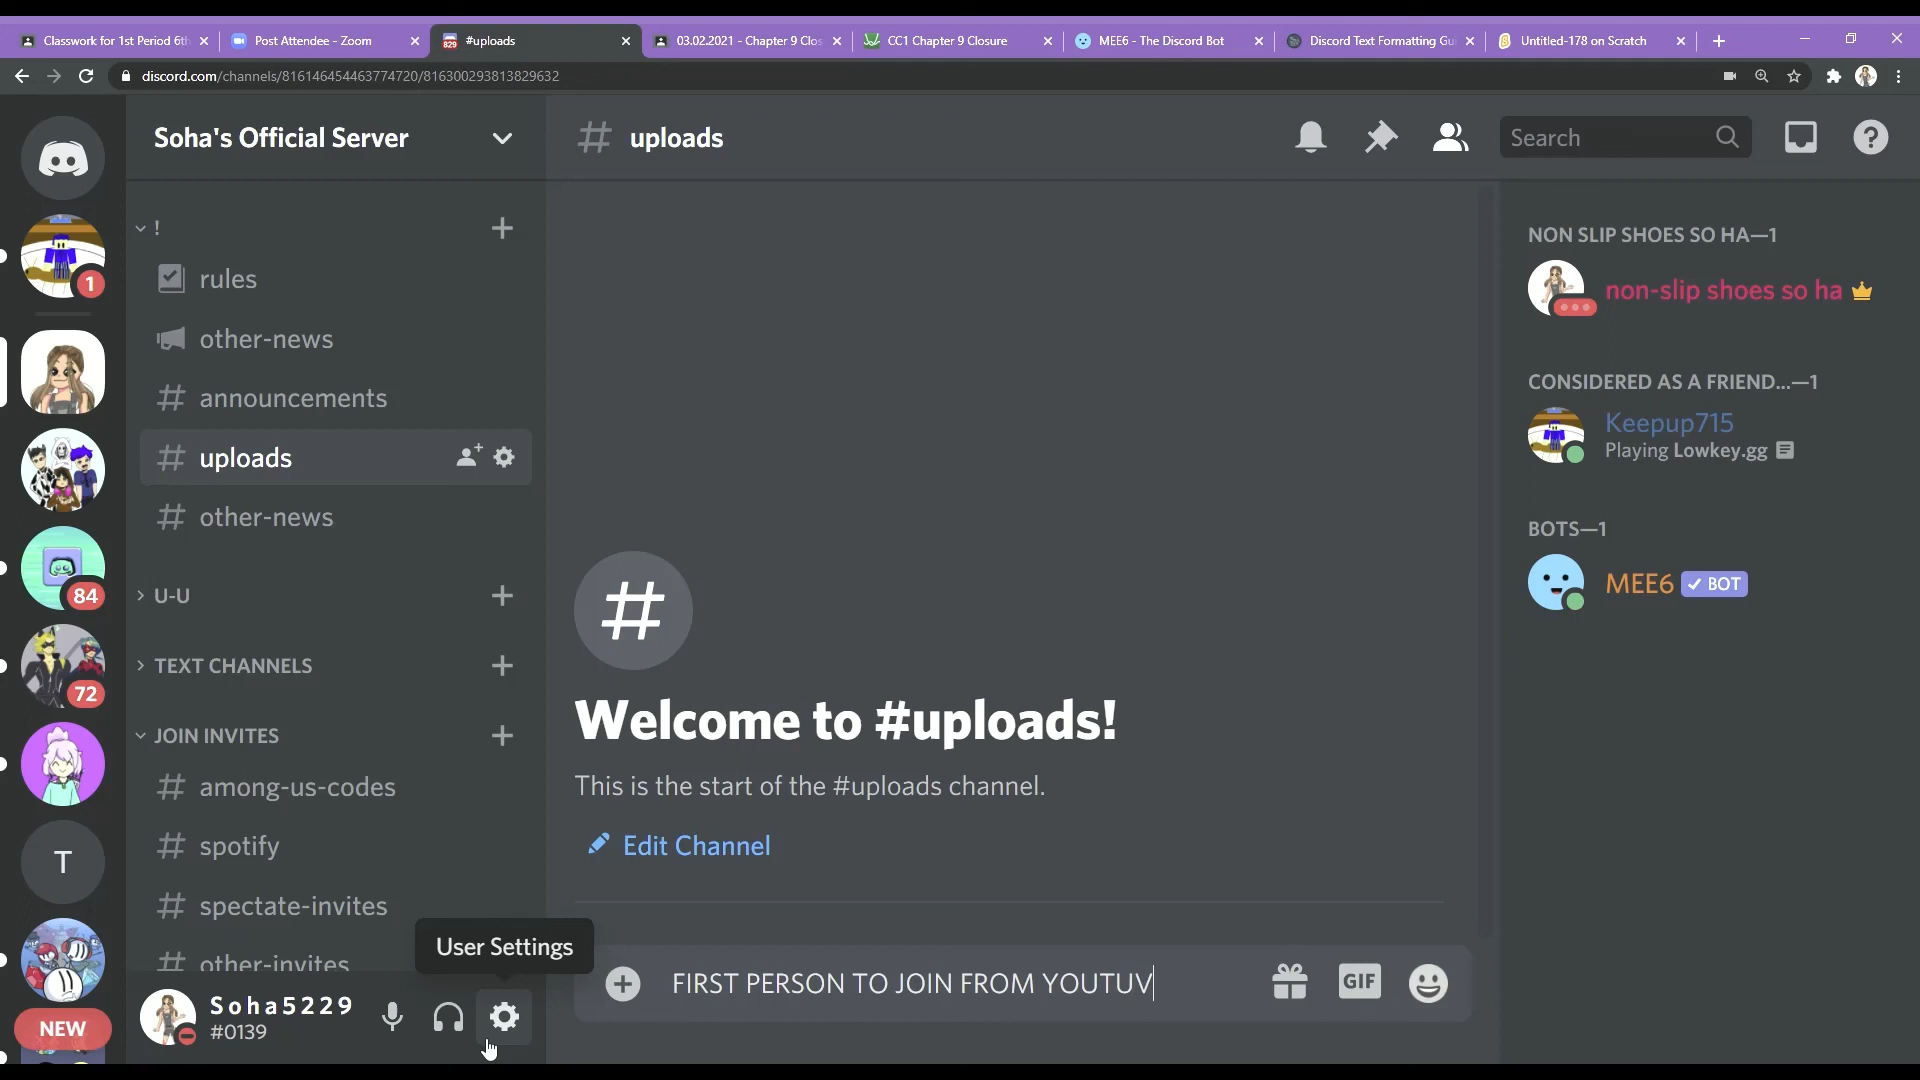 Classwork for 1st Period 6th
Post Attendee - Zoom
829
#uploads
03.02.2021 - Chapter 9 Clos
CC1 Chapter 9 Closure
MEE6 - The Discord Bot
Discord Text Formatting Gu
Untitled-178 on Scratch
discord.com/channels/816146454463774720/816300293813829632
Soha's Official Server
uploads
Search
!
rules
other-news
announcements
uploads
other-news
U-U
TEXT CHANNELS
JOIN INVITES
among-us-codes
spotify
spectate-invites
other-invites
1
84
72
T
NEW
User Settings
Soha5229
#0139
Welcome to #uploads!
This is the start of the #uploads channel.
Edit Channel
FIRST PERSON TO JOIN FROM YOUTUV
GIF
NON SLIP SHOES SO HA—1
non-slip shoes so ha
CONSIDERED AS A FRIEND...—1
Keepup715
Playing Lowkey.gg
BOTS—1
MEE6 BOT